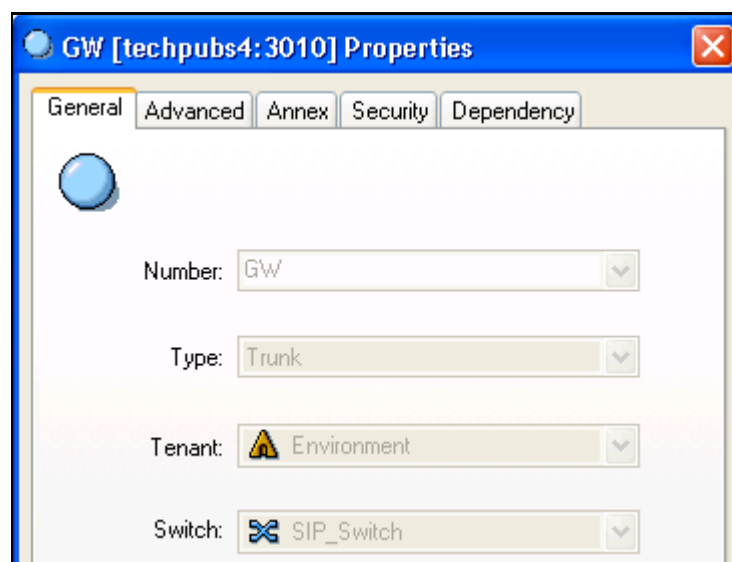 GW [techpubs4:3010] Properties
General Advanced Annex Security Dependency
Number: GW
Type: Trunk
Tenant: Environment
Switch: SIP_Switch